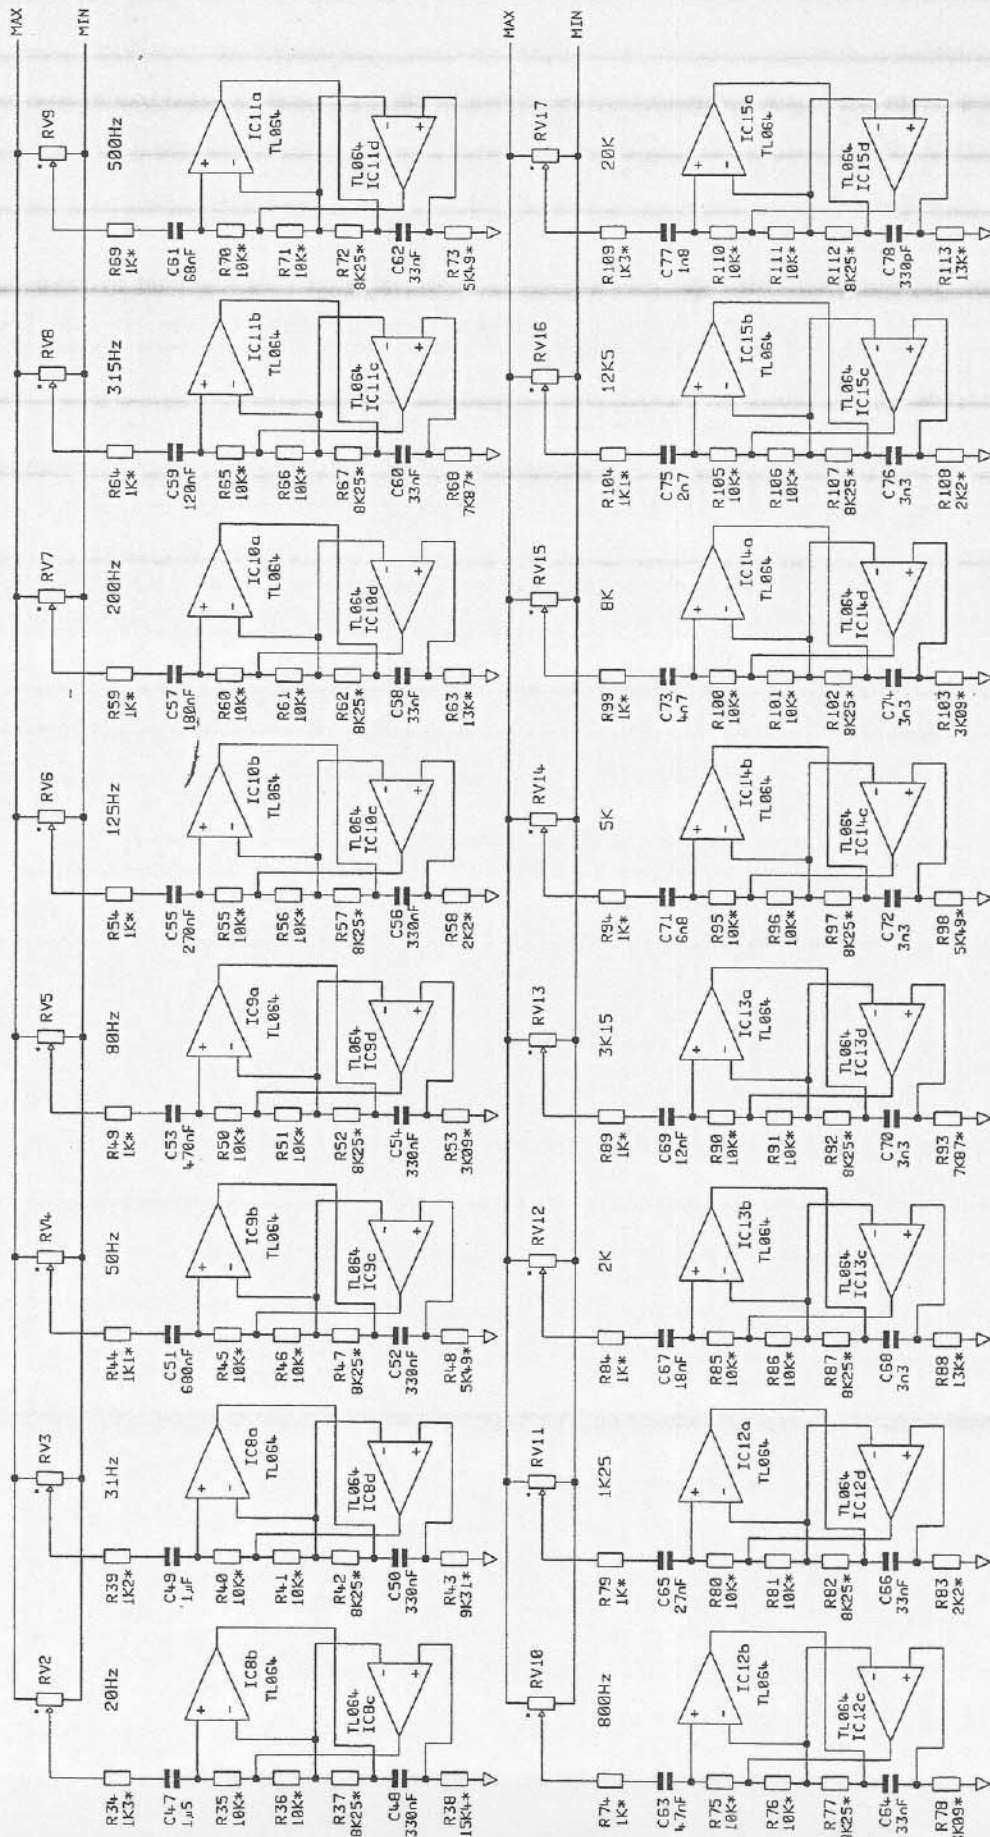 MAX
MIN
RV2
20Hz
IC8b
TL064
TL064
IC8c
R34
1K3*
C47
1µ5
R35
10K*
R36
10K*
R37
8K25*
C48
330nF
R38
15K4*
RV3
31Hz
IC8a
TL064
TL064
IC8d
R39
1K2*
C49
1µF
R40
10K*
R41
10K*
R42
8K25*
C50
330nF
R43
9K31*
RV4
50Hz
IC9b
TL064
TL064
IC9c
R44
1K1*
C51
680nF
R45
10K*
R46
10K*
R47
8K25*
C52
330nF
R48
5K49*
RV5
80Hz
IC9a
TL064
TL064
IC9d
R49
1K*
C53
470nF
R50
10K*
R51
10K*
R52
8K25*
C54
330nF
R53
3K09*
RV6
125Hz
IC10b
TL064
TL064
IC10c
R54
1K*
C55
270nF
R55
10K*
R56
10K*
R57
8K25*
C56
330nF
R58
2K2*
RV7
200Hz
IC10a
TL064
TL064
IC10d
R59
1K*
C57
180nF
R60
10K*
R61
10K*
R62
8K25*
C58
33nF
R63
13K*
RV8
315Hz
IC11b
TL064
TL064
IC11c
R64
1K*
C59
120nF
R65
10K*
R66
10K*
R67
8K25*
C60
33nF
R68
7K87*
RV9
500Hz
IC11a
TL064
TL064
IC11d
R69
1K*
C61
68nF
R70
10K*
R71
10K*
R72
8K25*
C62
33nF
R73
5K49*
MAX
MIN
RV10
800Hz
IC12b
TL064
TL064
IC12c
R74
1K*
C63
47nF
R75
10K*
R76
10K*
R77
8K25*
C64
33nF
R78
3K09*
RV11
1K25
IC12a
TL064
TL064
IC12d
R79
1K*
C65
27nF
R80
10K*
R81
10K*
R82
8K25*
C66
33nF
R83
2K2*
RV12
2K
IC13b
TL064
TL064
IC13c
R84
1K*
C67
18nF
R85
10K*
R86
10K*
R87
8K25*
C68
3n3
R88
13K*
RV13
3K15
IC13a
TL064
TL064
IC13d
R89
1K*
C69
12nF
R90
10K*
R91
10K*
R92
8K25*
C70
3n3
R93
7K87*
RV14
5K
IC14b
TL064
TL064
IC14c
R94
1K*
C71
6n8
R95
10K*
R96
10K*
R97
8K25*
C72
3n3
R98
5K49*
RV15
8K
IC14a
TL064
TL064
IC14d
R99
1K*
C73
4n7
R100
10K*
R101
10K*
R102
8K25*
C74
3n3
R103
3K09*
RV16
12K5
IC15b
TL064
TL064
IC15c
R104
1K1*
C75
2n7
R105
10K*
R106
10K*
R107
8K25*
C76
3n3
R108
2K2*
RV17
20K
IC15a
TL064
TL064
IC15d
R109
1K3*
C77
1n8
R110
10K*
R111
10K*
R112
8K25*
C78
330pF
R113
13K*